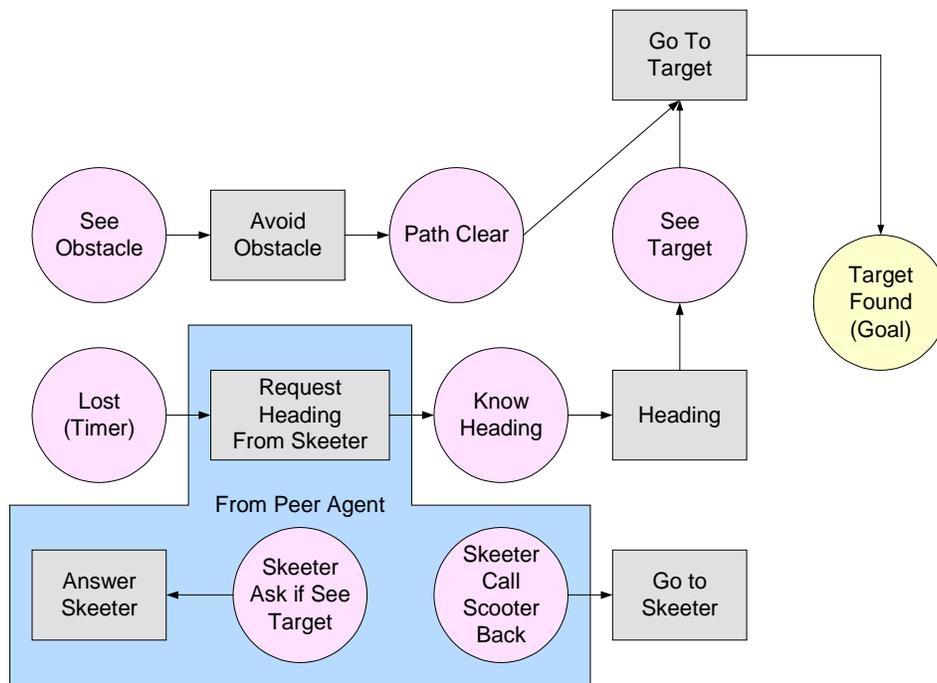 Go To
Target
See
Obstacle
Avoid
Obstacle
Path Clear
See
Target
Target
Found
(Goal)
Lost
(Timer)
Request
Heading
From Skeeter
Know
Heading
Heading
From Peer Agent
Answer
Skeeter
Skeeter
Ask if See
Target
Skeeter
Call
Scooter
Back
Go to
Skeeter